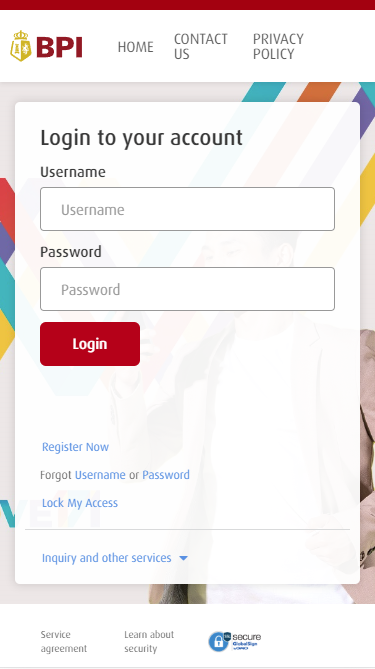 BPI
HOME
CONTACT US
PRIVACY POLICY
Login to your account
Username
Username
Password
Password
Login
Register Now
Forgot Username or Password
Lock My Access
Inquiry and other services
Service agreement
Learn about security
secure
GlobalSign